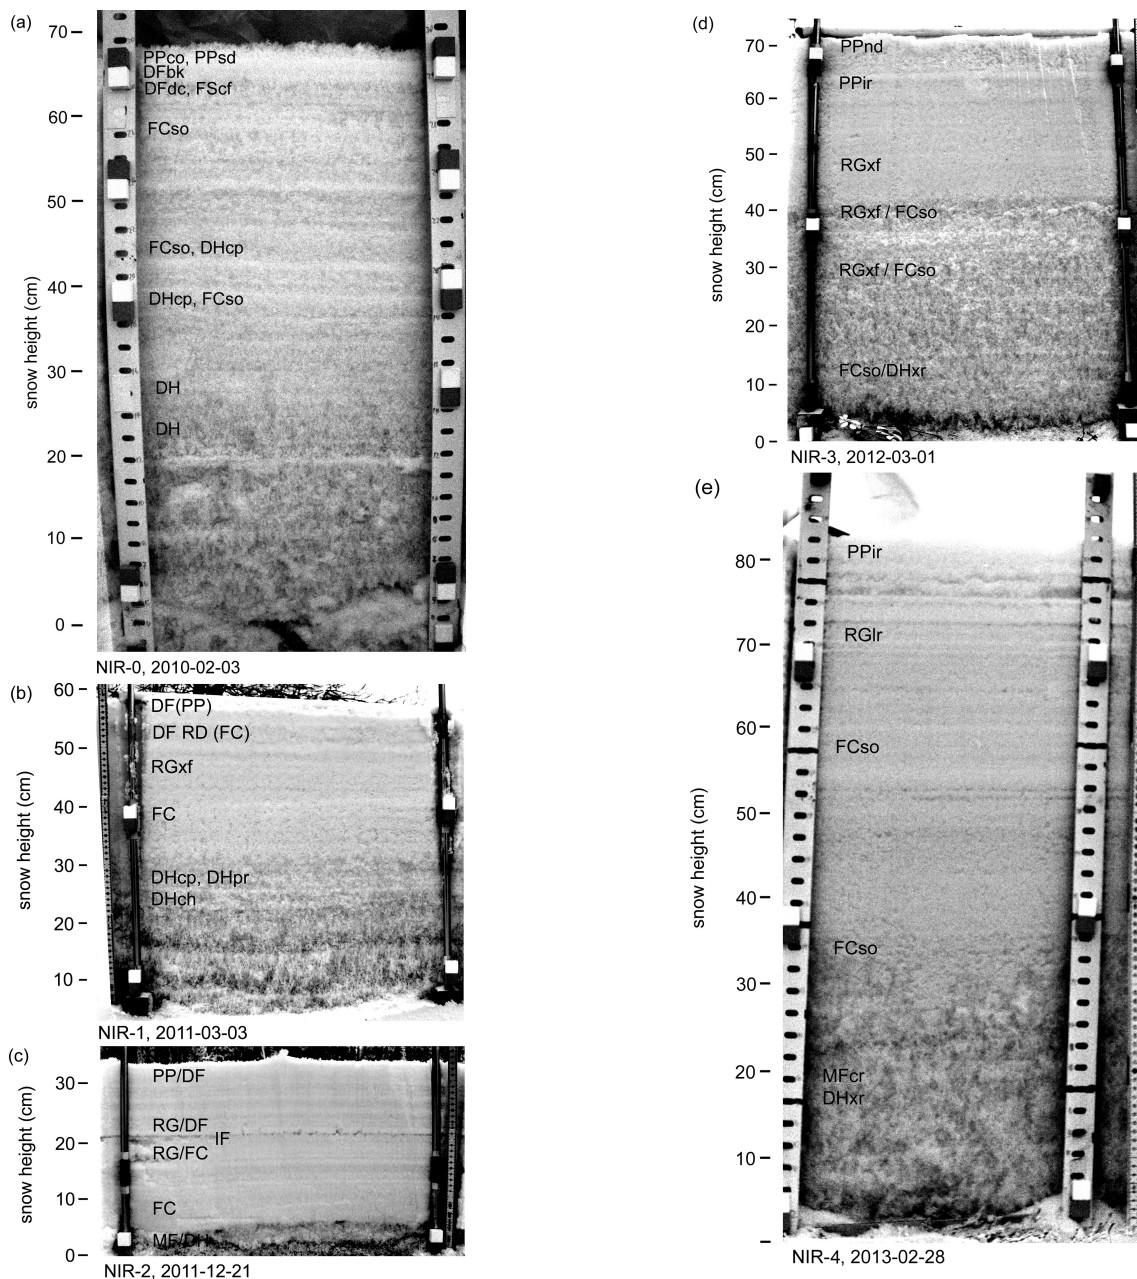 (a)
70
60
50
40
30
20
10
0
snow height (cm)
PPco, PPsd
DFbk
DFdc, FScf
FCso
FCso, DHcp
DHcp, FCso
DH
DH
NIR-0, 2010-02-03
(b)
60
50
40
30
20
10
snow height (cm)
DF(PP)
DF RD (FC)
RGxf
FC
DHcp, DHpr
DHch
NIR-1, 2011-03-03
(c)
30
20
10
0
snow height (cm)
PP/DF
RG/DF
IF
RG/FC
FC
MF/DH
NIR-2, 2011-12-21
(d)
70
60
50
40
30
20
10
0
snow height (cm)
PPnd
PPir
RGxf
RGxf / FCso
RGxf / FCso
FCso/DHxr
NIR-3, 2012-03-01
(e)
80
70
60
50
40
30
20
10
snow height (cm)
PPir
RGlr
FCso
FCso
MFcr
DHxr
NIR-4, 2013-02-28